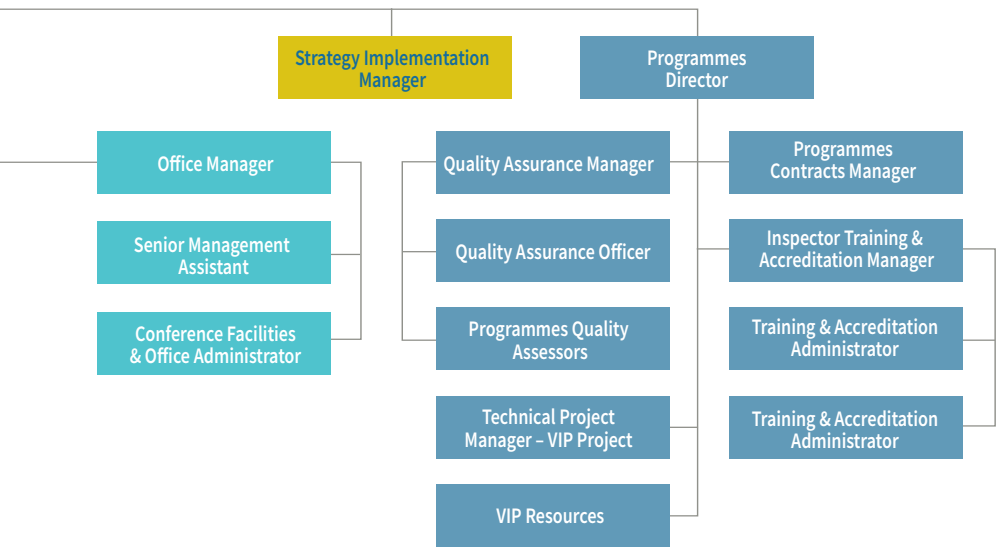 Strategy Implementation
Manager
Programmes
Director
Office Manager
Quality Assurance Manager
Programmes
Contracts Manager
Senior Management
Assistant
Quality Assurance Officer
Inspector Training &
Accreditation Manager
Conference Facilities
& Office Administrator
Programmes Quality
Assessors
Training & Accreditation
Administrator
Technical Project
Manager – VIP Project
Training & Accreditation
Administrator
VIP Resources